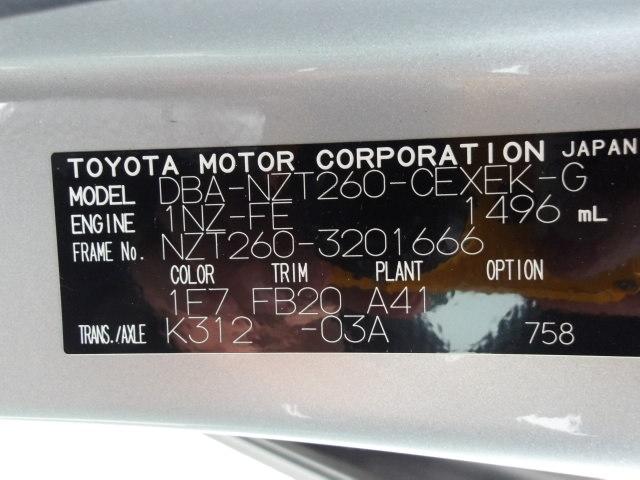 TOYOTA MOTOR CORPORATION JAPAN
MODEL DBA-NZT260-CEXEK-G
ENGINE 1NZ-FE 1496 mL
FRAME No. NZT260-3201666
COLOR TRIM PLANT OPTION
1F7 FB20 A41
TRANS./AXLE K312 -03A 758